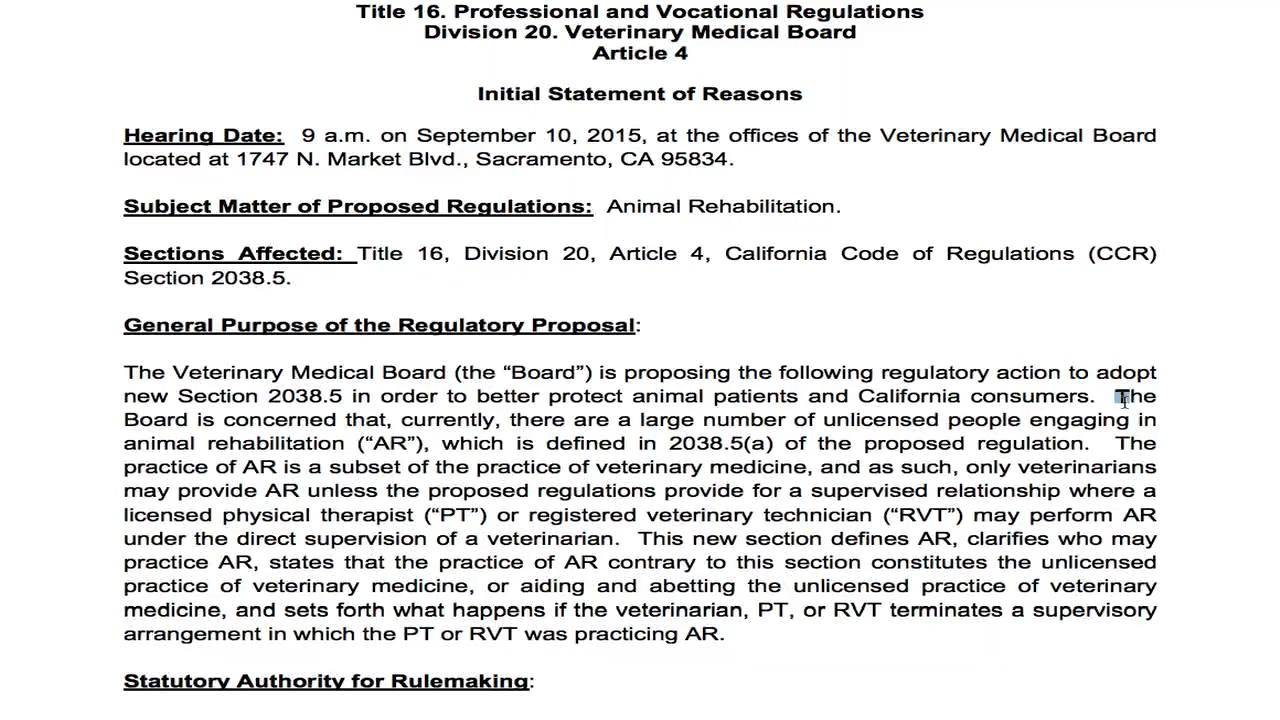 Title 16. Professional and Vocational Regulations
Division 20. Veterinary Medical Board
Article 4
Initial Statement of Reasons
Hearing Date: 9 a.m. on September 10, 2015, at the offices of the Veterinary Medical Board
located at 1747 N. Market Blvd., Sacramento, CA 95834.
Subject Matter of Proposed Regulations: Animal Rehabilitation.
Sections Affected: Title 16, Division 20, Article 4, California Code of Regulations (CCR)
Section 2038.5.
General Purpose of the Regulatory Proposal:
The Veterinary Medical Board (the “Board”) is proposing the following regulatory action to adopt
new Section 2038.5 in order to better protect animal patients and California consumers. The
Board is concerned that, currently, there are a large number of unlicensed people engaging in
animal rehabilitation (“AR”), which is defined in 2038.5(a) of the proposed regulation. The
practice of AR is a subset of the practice of veterinary medicine, and as such, only veterinarians
may provide AR unless the proposed regulations provide for a supervised relationship where a
licensed physical therapist (“PT”) or registered veterinary technician (“RVT”) may perform AR
under the direct supervision of a veterinarian. This new section defines AR, clarifies who may
practice AR, states that the practice of AR contrary to this section constitutes the unlicensed
practice of veterinary medicine, or aiding and abetting the unlicensed practice of veterinary
medicine, and sets forth what happens if the veterinarian, PT, or RVT terminates a supervisory
arrangement in which the PT or RVT was practicing AR.
Statutory Authority for Rulemaking: